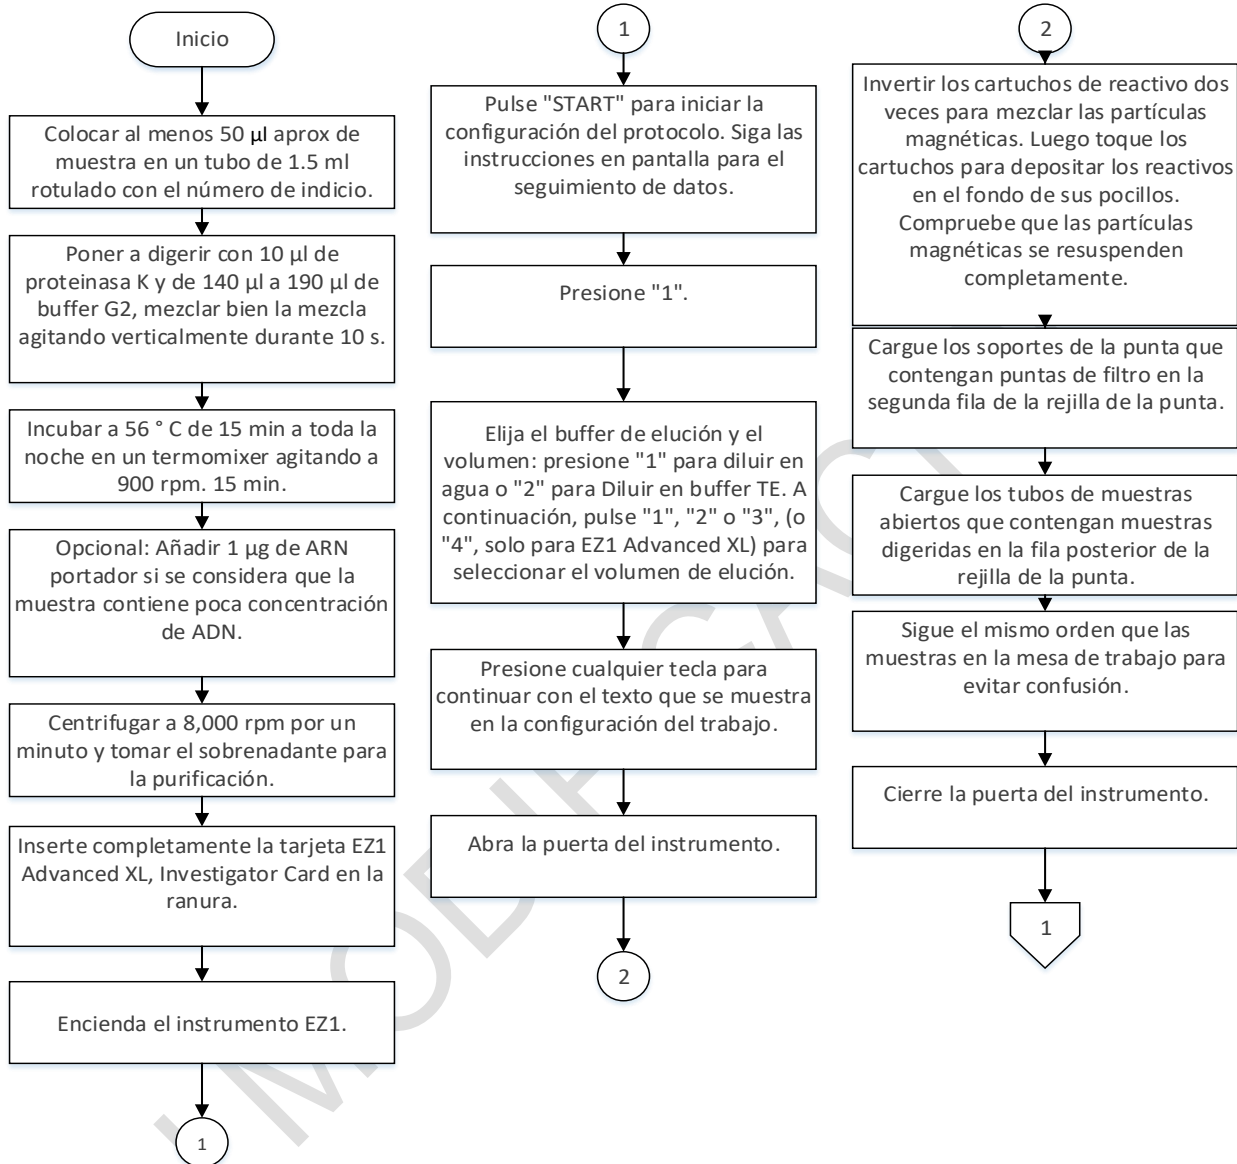 Inicio
Colocar al menos 50 µl aprox de
muestra en un tubo de 1.5 ml
rotulado con el número de indicio.
Poner a digerir con 10 µl de
proteinasa K y de 140 µl a 190 µl de
buffer G2, mezclar bien la mezcla
agitando verticalmente durante 10 s.
Incubar a 56 ° C de 15 min a toda la
noche en un termomixer agitando a
900 rpm. 15 min.
Opcional: Añadir 1 µg de ARN
portador si se considera que la
muestra contiene poca concentración
de ADN.
Centrifugar a 8,000 rpm por un
minuto y tomar el sobrenadante para
la purificación.
Inserte completamente la tarjeta EZ1
Advanced XL, Investigator Card en la
ranura.
Encienda el instrumento EZ1.
1
1
Pulse "START" para iniciar la
configuración del protocolo. Siga las
instrucciones en pantalla para el
seguimiento de datos.
Presione "1".
Elija el buffer de elución y el
volumen: presione "1" para diluir en
agua o "2" para Diluir en buffer TE. A
continuación, pulse "1", "2" o "3", (o
"4", solo para EZ1 Advanced XL) para
seleccionar el volumen de elución.
Presione cualquier tecla para
continuar con el texto que se muestra
en la configuración del trabajo.
Abra la puerta del instrumento.
2
2
Invertir los cartuchos de reactivo dos
veces para mezclar las partículas
magnéticas. Luego toque los
cartuchos para depositar los reactivos
en el fondo de sus pocillos.
Compruebe que las partículas
magnéticas se resuspenden
completamente.
Cargue los soportes de la punta que
contengan puntas de filtro en la
segunda fila de la rejilla de la punta.
Cargue los tubos de muestras
abiertos que contengan muestras
digeridas en la fila posterior de la
rejilla de la punta.
Sigue el mismo orden que las
muestras en la mesa de trabajo para
evitar confusión.
Cierre la puerta del instrumento.
1